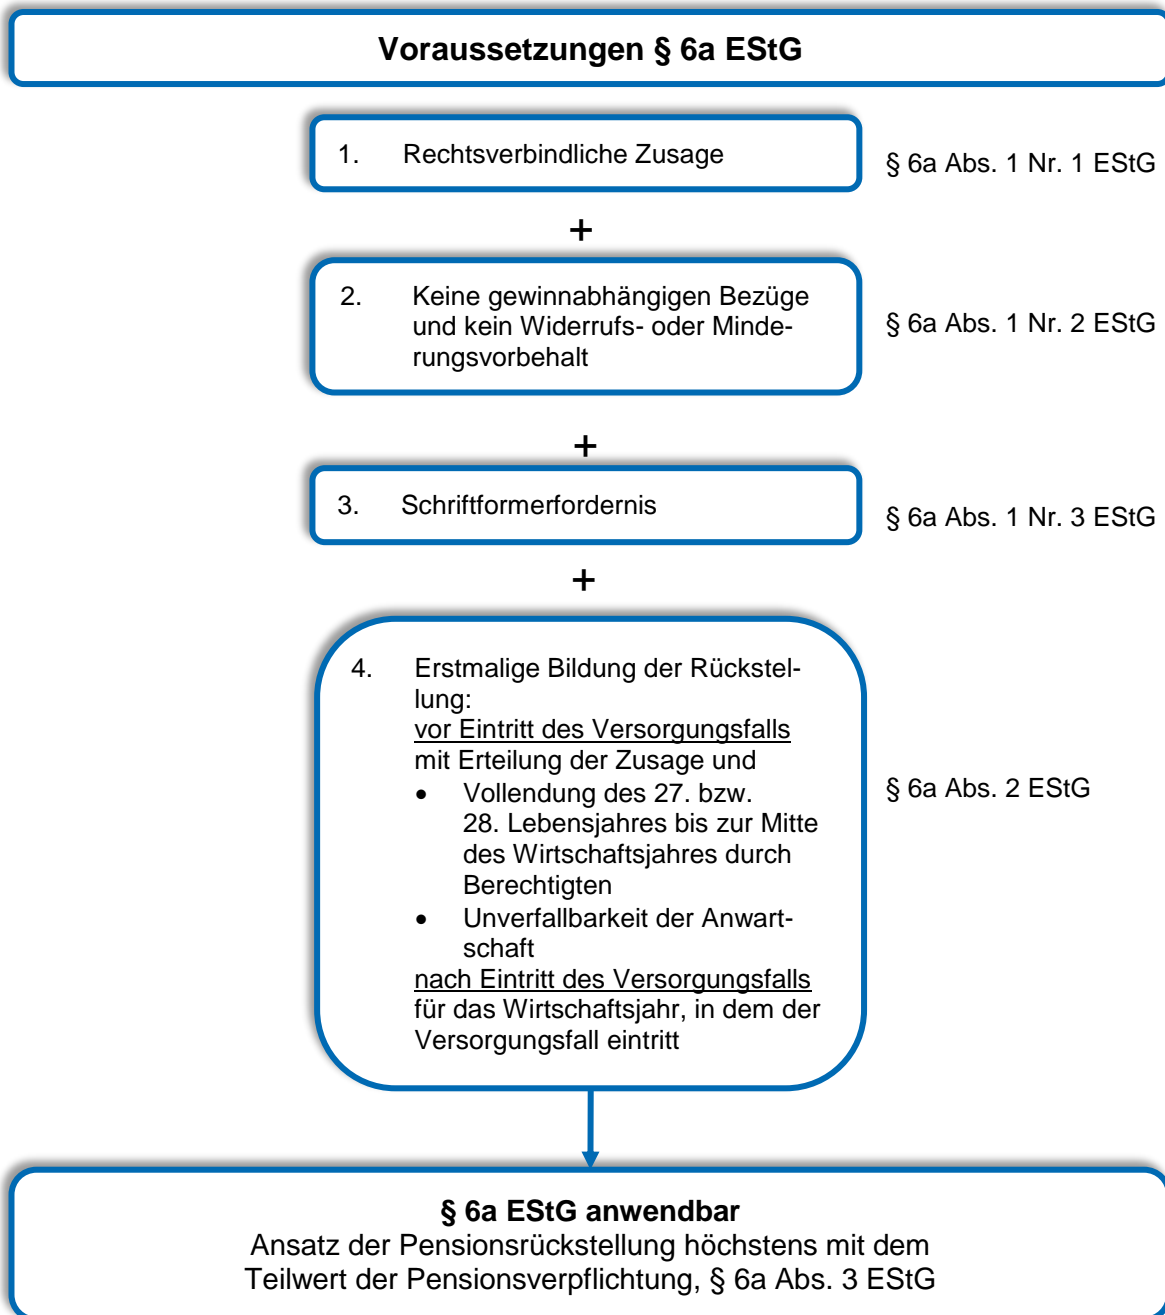 Voraussetzungen § 6a EStG
1. Rechtsverbindliche Zusage
§ 6a Abs. 1 Nr. 1 EStG
+
2. Keine gewinnabhängigen Bezüge
und kein Widerrufs- oder Minde-
rungsvorbehalt
§ 6a Abs. 1 Nr. 2 EStG
+
3. Schriftformerfordernis
§ 6a Abs. 1 Nr. 3 EStG
+
4. Erstmalige Bildung der Rückstel-
lung:
vor Eintritt des Versorgungsfalls
mit Erteilung der Zusage und
• Vollendung des 27. bzw.
28. Lebensjahres bis zur Mitte
des Wirtschaftsjahres durch
Berechtigten
• Unverfallbarkeit der Anwart-
schaft
nach Eintritt des Versorgungsfalls
für das Wirtschaftsjahr, in dem der
Versorgungsfall eintritt
§ 6a Abs. 2 EStG
§ 6a EStG anwendbar
Ansatz der Pensionsrückstellung höchstens mit dem
Teilwert der Pensionsverpflichtung, § 6a Abs. 3 EStG